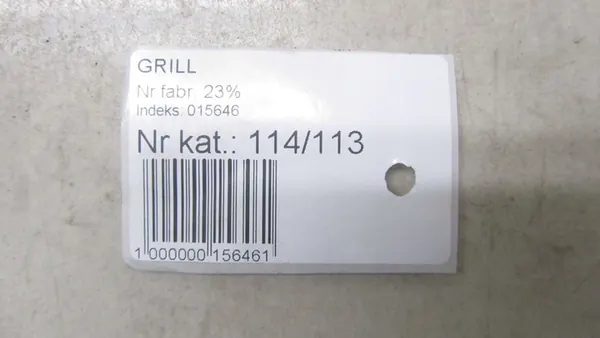 GRILL
Nr fabr. 23%
Indeks. 015646
Nr kat.: 114/113
1 000000 156461